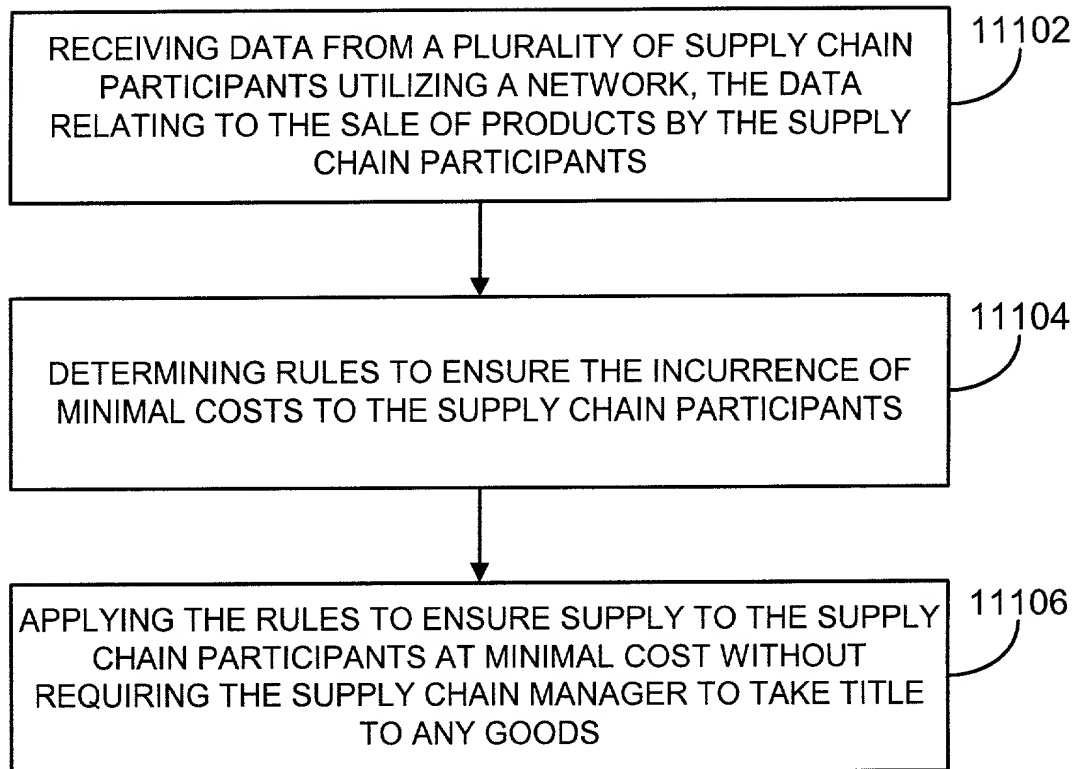 RECEIVING DATA FROM A PLURALITY OF SUPPLY CHAIN
PARTICIPANTS UTILIZING A NETWORK, THE DATA
RELATING TO THE SALE OF PRODUCTS BY THE SUPPLY
CHAIN PARTICIPANTS
11102
DETERMINING RULES TO ENSURE THE INCURRENCE OF
MINIMAL COSTS TO THE SUPPLY CHAIN PARTICIPANTS
11104
APPLYING THE RULES TO ENSURE SUPPLY TO THE SUPPLY
CHAIN PARTICIPANTS AT MINIMAL COST WITHOUT
REQUIRING THE SUPPLY CHAIN MANAGER TO TAKE TITLE
TO ANY GOODS
11106